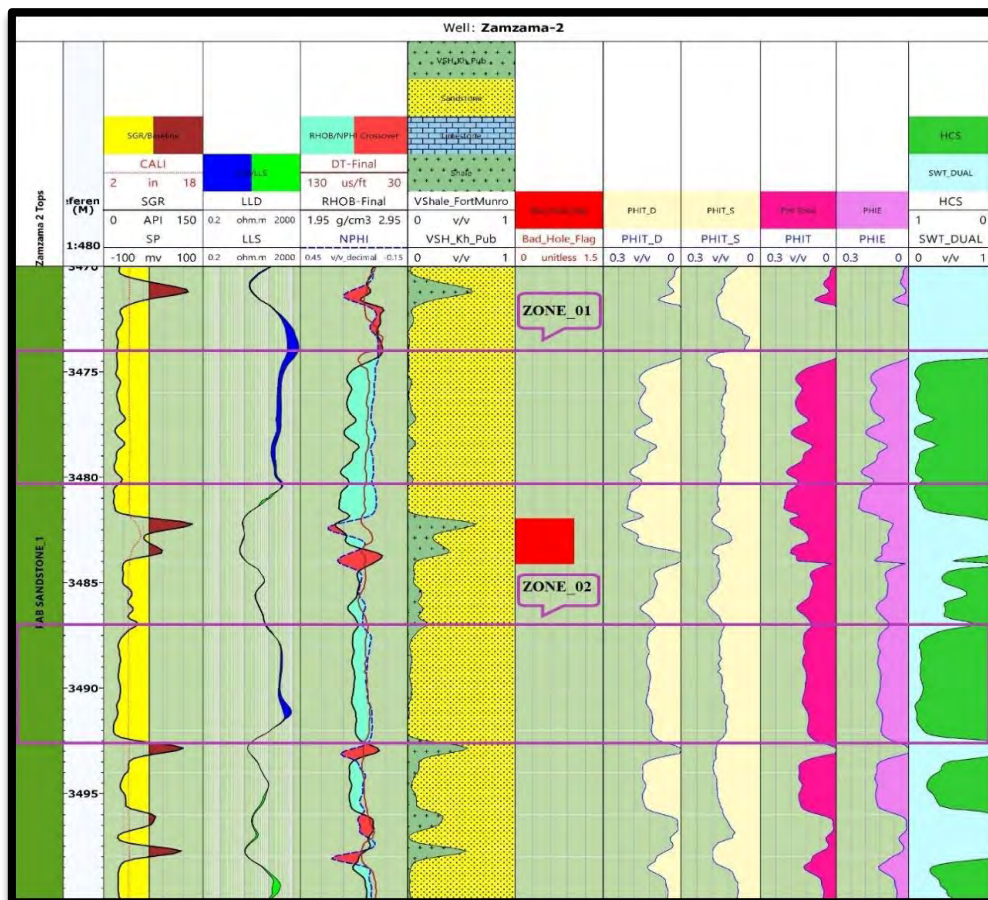 Well: Zamzama-2
VSH_Kh_Pub
Sandstone
SGR/Baseline
RHOB/NPHI Crossover
Limestone
HCS
CALI
DT-Final
Shale
SWT_DUAL
2 in 18
130 us/ft 30
Zamzama 2 Tops
(M)
SGR
LLD
RHOB-Final
VShale_FortMunro
PHIT_D
PHIT_S
PHIE
HCS
0 API 150
0.2 ohm.m 2000
1.95 g/cm3 2.95
0 v/v 1
1 0
1:480
SP
LLS
NPHI
VSH_Kh_Pub
Bad_Hole_Flag
PHIT_D
PHIT_S
PHIT
PHIE
SWT_DUAL
-100 mv 100
0.2 ohm.m 2000
0.45 v/v_decimal -0.15
0 v/v 1
0 unitless 1.5
0.3 v/v 0
0.3 v/v 0
0.3 v/v 0
0.3 0
0 v/v 1
3470
ZONE_01
3475
3480
3485
ZONE_02
3490
3495